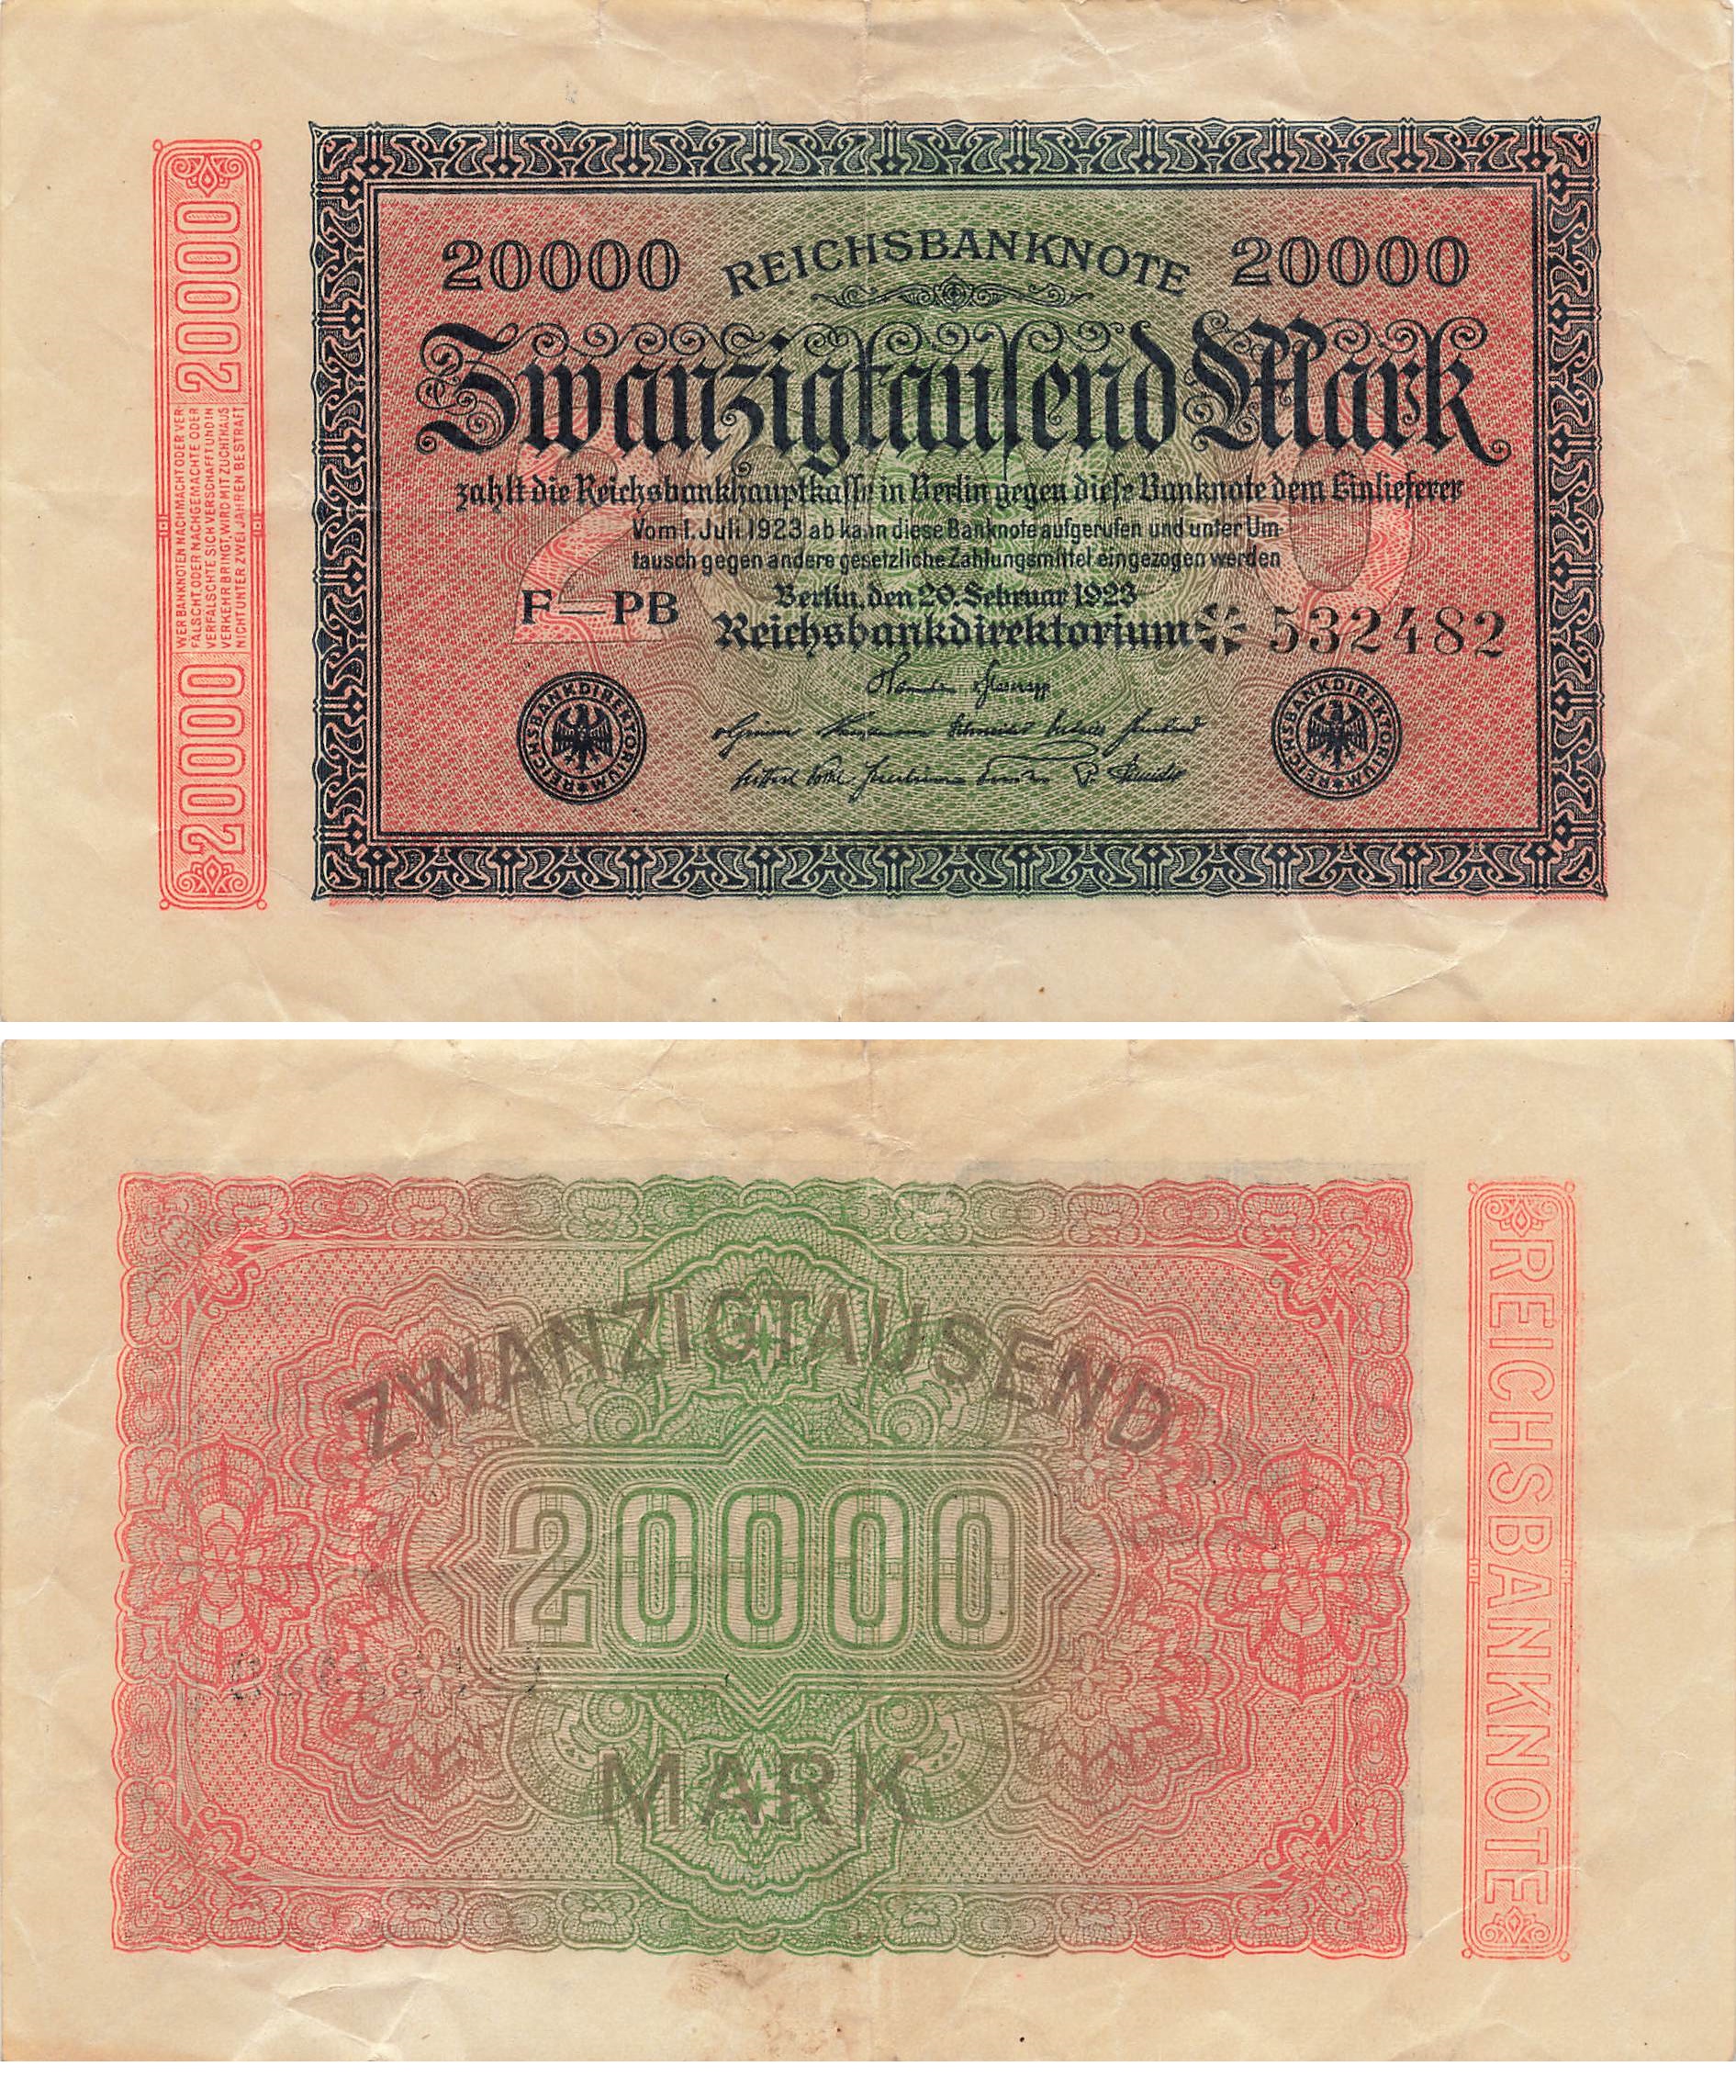 20000
WER BANKNOTEN NACHMACHT ODER VER-
FÄLSCHT ODER NACHGEMACHTE ODER
VERFÄLSCHTE SICH VERSCHAFFT UND IN
VERKEHR BRINGT, WIRD MIT ZUCHTHAUS
NICHT UNTER ZWEI JAHREN BESTRAFT
20000
20000 REICHSBANKNOTE 20000
Zwanzigtausend Mark
20000
zahlt die Reichsbankhauptkasse in Berlin gegen diese Banknote dem Einlieferer
Vom 1. Juli 1923 ab kann diese Banknote aufgerufen und unter Um-
tausch gegen andere gesetzliche Zahlungsmittel eingezogen werden
Berlin, den 20. Februar 1923
F—PB
Reichsbankdirektorium
532482
REICHSBANKDIREKTORIUM
REICHSBANKDIREKTORIUM
ZWANZIGTAUSEND
20000
MARK
REICHSBANKNOTE